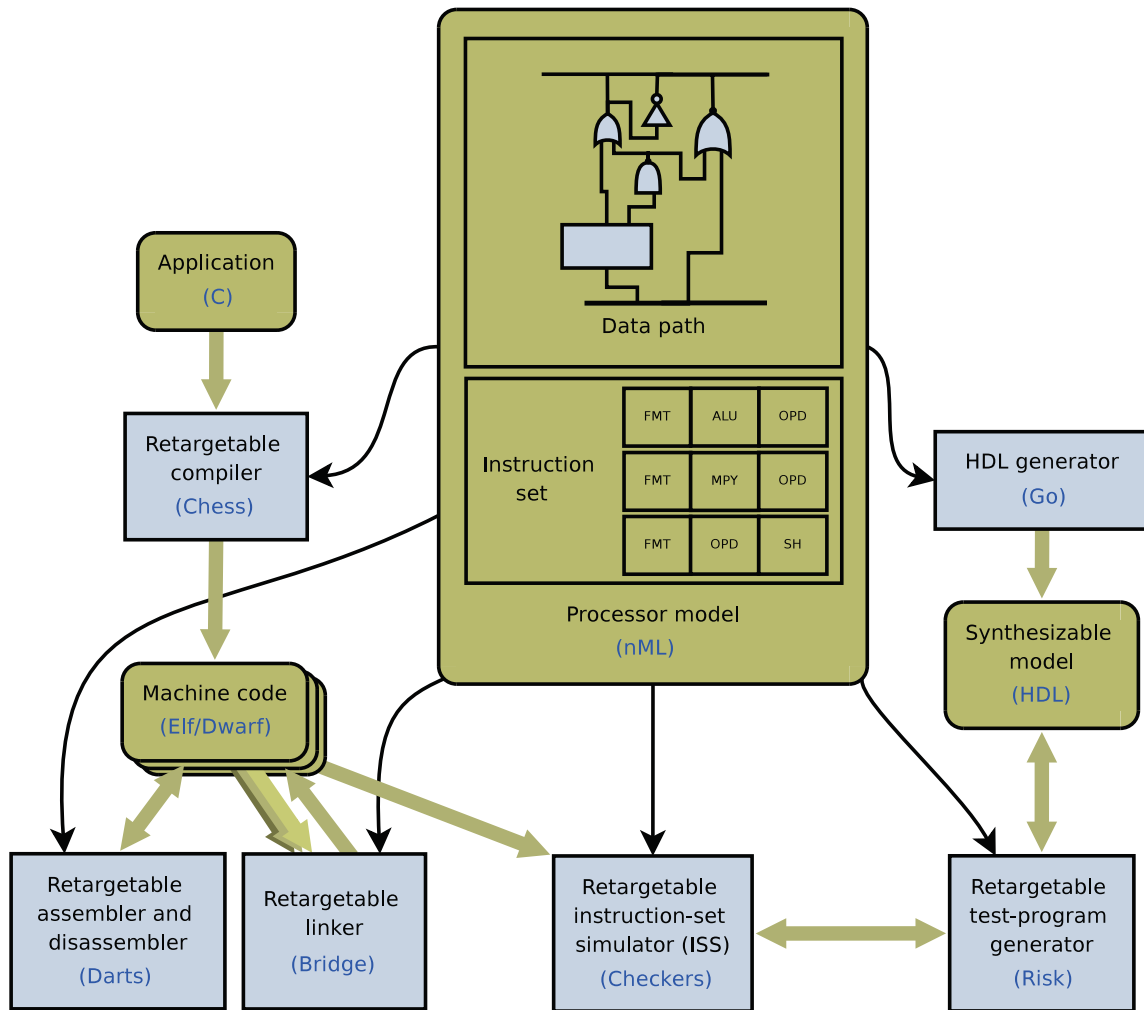 Data path
Instruction
set
FMT ALU OPD
FMT MPY OPD
FMT OPD SH
Processor model
(nML)
Application
(C)
Retargetable
compiler
(Chess)
HDL generator
(Go)
Synthesizable
model
(HDL)
Machine code
(Elf/Dwarf)
Retargetable
assembler and
disassembler
(Darts)
Retargetable
linker
(Bridge)
Retargetable
instruction-set
simulator (ISS)
(Checkers)
Retargetable
test-program
generator
(Risk)